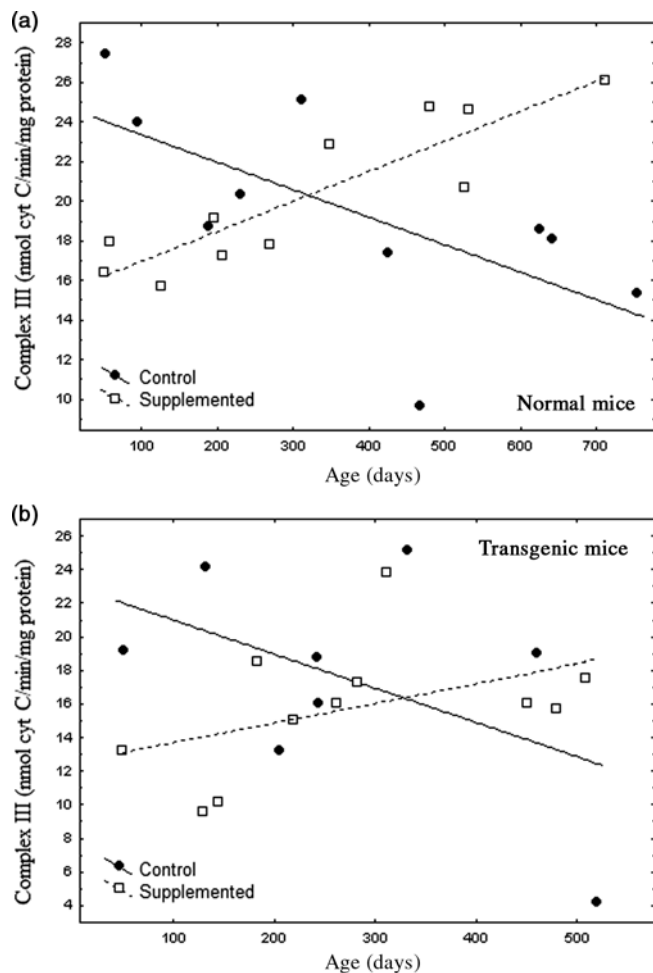 (a)
Complex III (nmol cyt C/min/mg protein)
28
26
24
22
20
18
16
14
12
10
Control
Supplemented
Normal mice
100 200 300 400 500 600 700
Age (days)
(b)
Complex III (nmol cyt C/min/mg protein)
26
24
22
20
18
16
14
12
10
8
6
4
Transgenic mice
Control
Supplemented
100 200 300 400 500
Age (days)